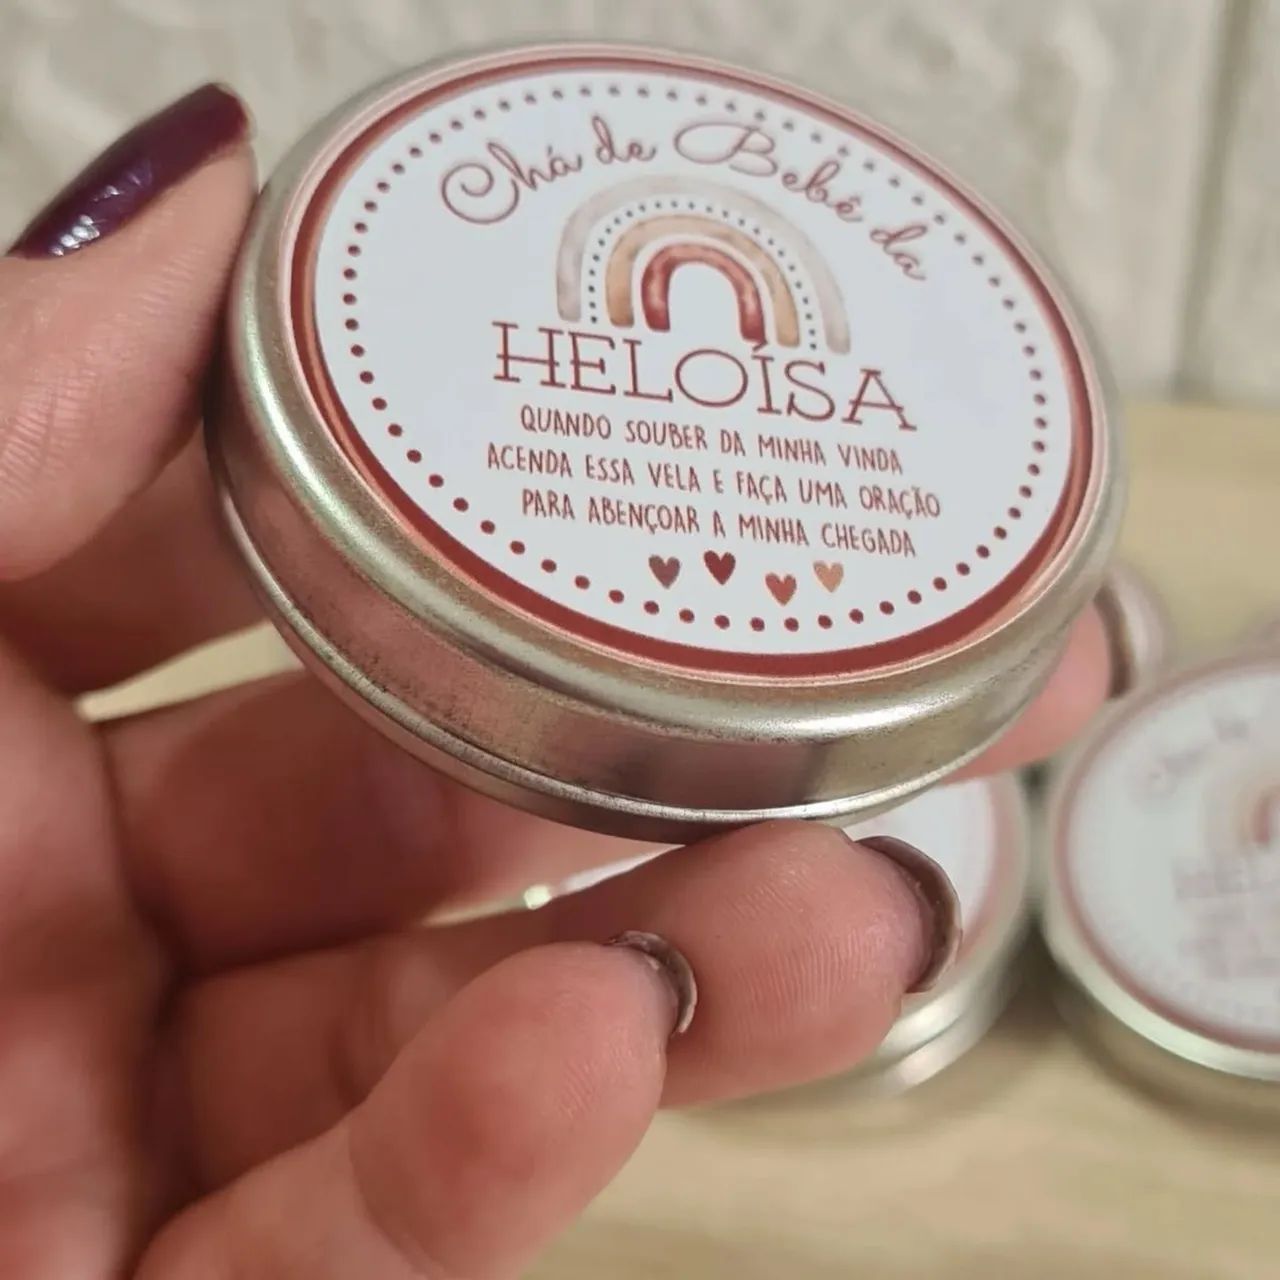 Chá de Bebê da
HELOÍSA
QUANDO SOUBER DA MINHA VINDA
ACENDA ESSA VELA E FAÇA UMA ORAÇÃO
PARA ABENÇOAR A MINHA CHEGADA